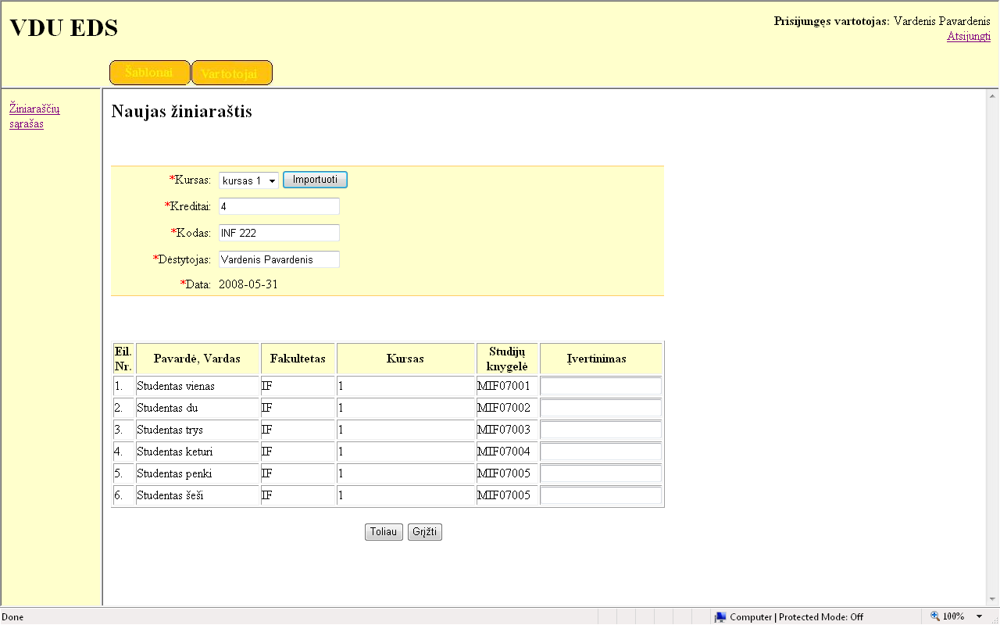 VDU EDS
Prisijungęs vartotojas: Vardenis Pavardenis
Atsijungti
Šablonai Vartotojai
Žiniaraščių
sąrašas
Naujas žiniaraštis
*Kursas: kursas 1 Importuoti
*Kreditai: 4
*Kodas: INF 222
*Dėstytojas: Vardenis Pavardenis
*Data: 2008-05-31
Eil. Nr. Pavardė, Vardas Fakultetas Kursas Studijų knygelė Įvertinimas
1. Studentas vienas IF 1 MIF07001
2. Studentas du IF 1 MIF07002
3. Studentas trys IF 1 MIF07003
4. Studentas keturi IF 1 MIF07004
5. Studentas penki IF 1 MIF07005
6. Studentas šeši IF 1 MIF07005
Toliau Grįžti
Done Computer | Protected Mode: Off 100%